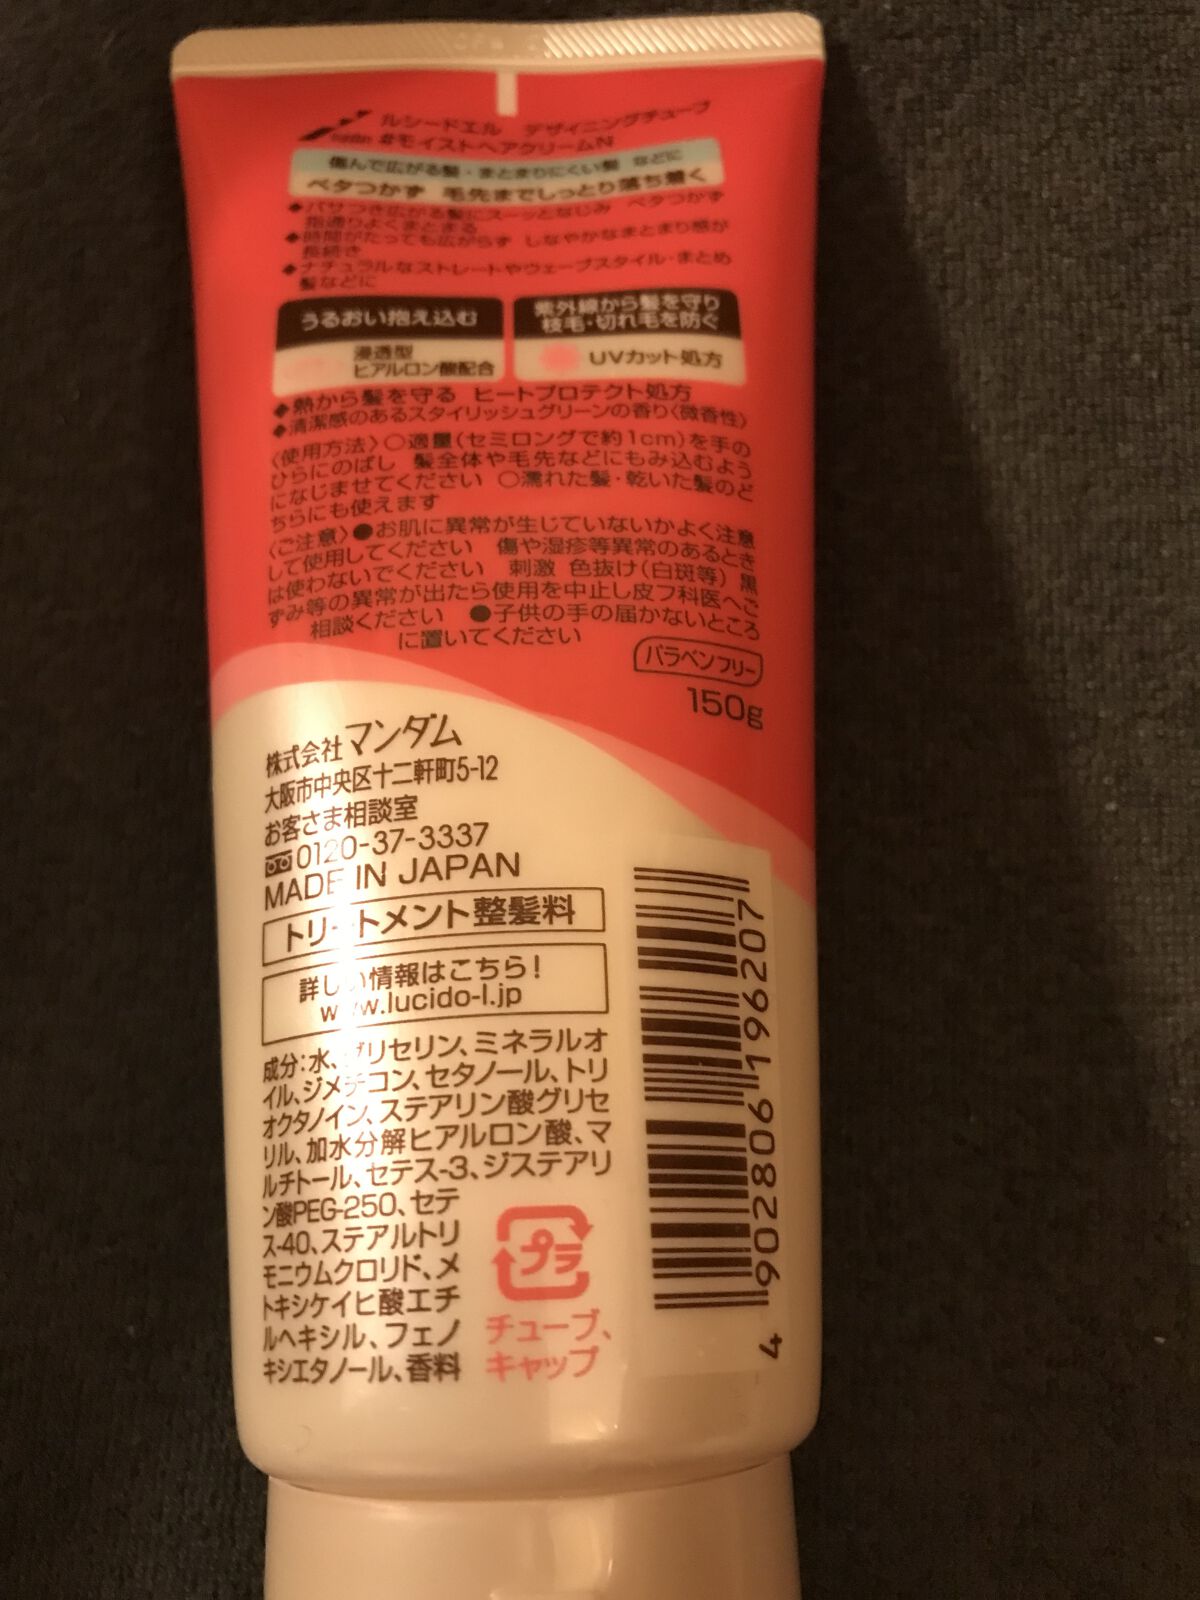 ルシードエル デザイニングチューブ
#モイストヘアクリームN
傷んで広がる髪・まとまりにくい髪 などに
ベタつかず 毛先までしっとり落ち着く
◆パサつき広がる髪にスーッとなじみ ベタつかず
指通りよくまとまる
◆時間がたっても広がらず しなやかなまとまり感が
長続き
◆ナチュラルなストレートやウェーブスタイル・まとめ
髪などに
うるおい抱え込む
浸透型
ヒアルロン酸配合
紫外線から髪を守り
枝毛・切れ毛を防ぐ
UVカット処方
◆熱から髪を守る ヒートプロテクト処方
◆清潔感のあるスタイリッシュグリーンの香り〈微香性〉
〈使用方法〉○適量(セミロングで約1cm)を手の
ひらにのばし 髪全体や毛先などにもみ込むよう
になじませてください ○濡れた髪・乾いた髪のど
ちらにも使えます
〈ご注意〉●お肌に異常が生じていないかよく注意
して使用してください 傷や湿疹等異常のあるとき
は使わないでください 刺激 色抜け(白斑等) 黒
ずみ等の異常が出たら使用を中止し皮フ科医へご
相談ください ●子供の手の届かないところ
に置いてください
パラベンフリー
150g
株式会社マンダム
大阪市中央区十二軒町5-12
お客さま相談室
0120-37-3337
MADE IN JAPAN
トリートメント整髪料
詳しい情報はこちら!
www.lucido-l.jp
成分:水、グリセリン、ミネラルオ
イル、ジメチコン、セタノール、トリ
オクタノイン、ステアリン酸グリセ
リル、加水分解ヒアルロン酸、マ
ルチトール、セテス-3、ジステアリ
ン酸PEG-250、セテ
ス-40、ステアルトリ
モニウムクロリド、メ
トキシケイヒ酸エチ
ルヘキシル、フェノ
キシエタノール、香料
プラ
チューブ、
キャップ
4 902806 196207